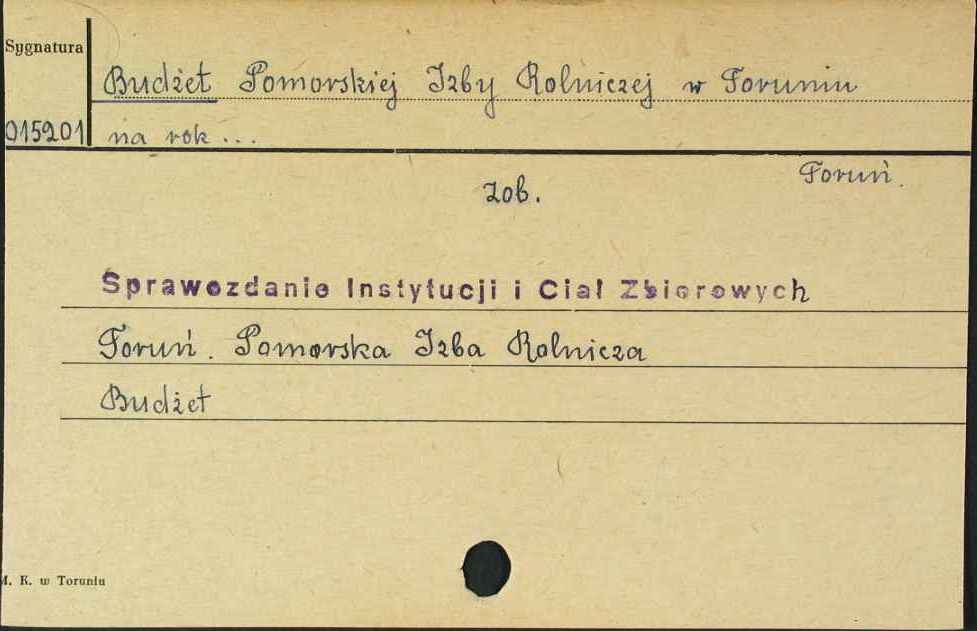 Sygnatura
Budżet Pomorskiej Izby Rolniczej w Toruniu
015201 na rok ...
Toruń.
zob.
Sprawozdanie Instytucji i Ciał Zbiorowych
Toruń. Pomorska Izba Rolnicza
Budżet
M. K. w Toruniu